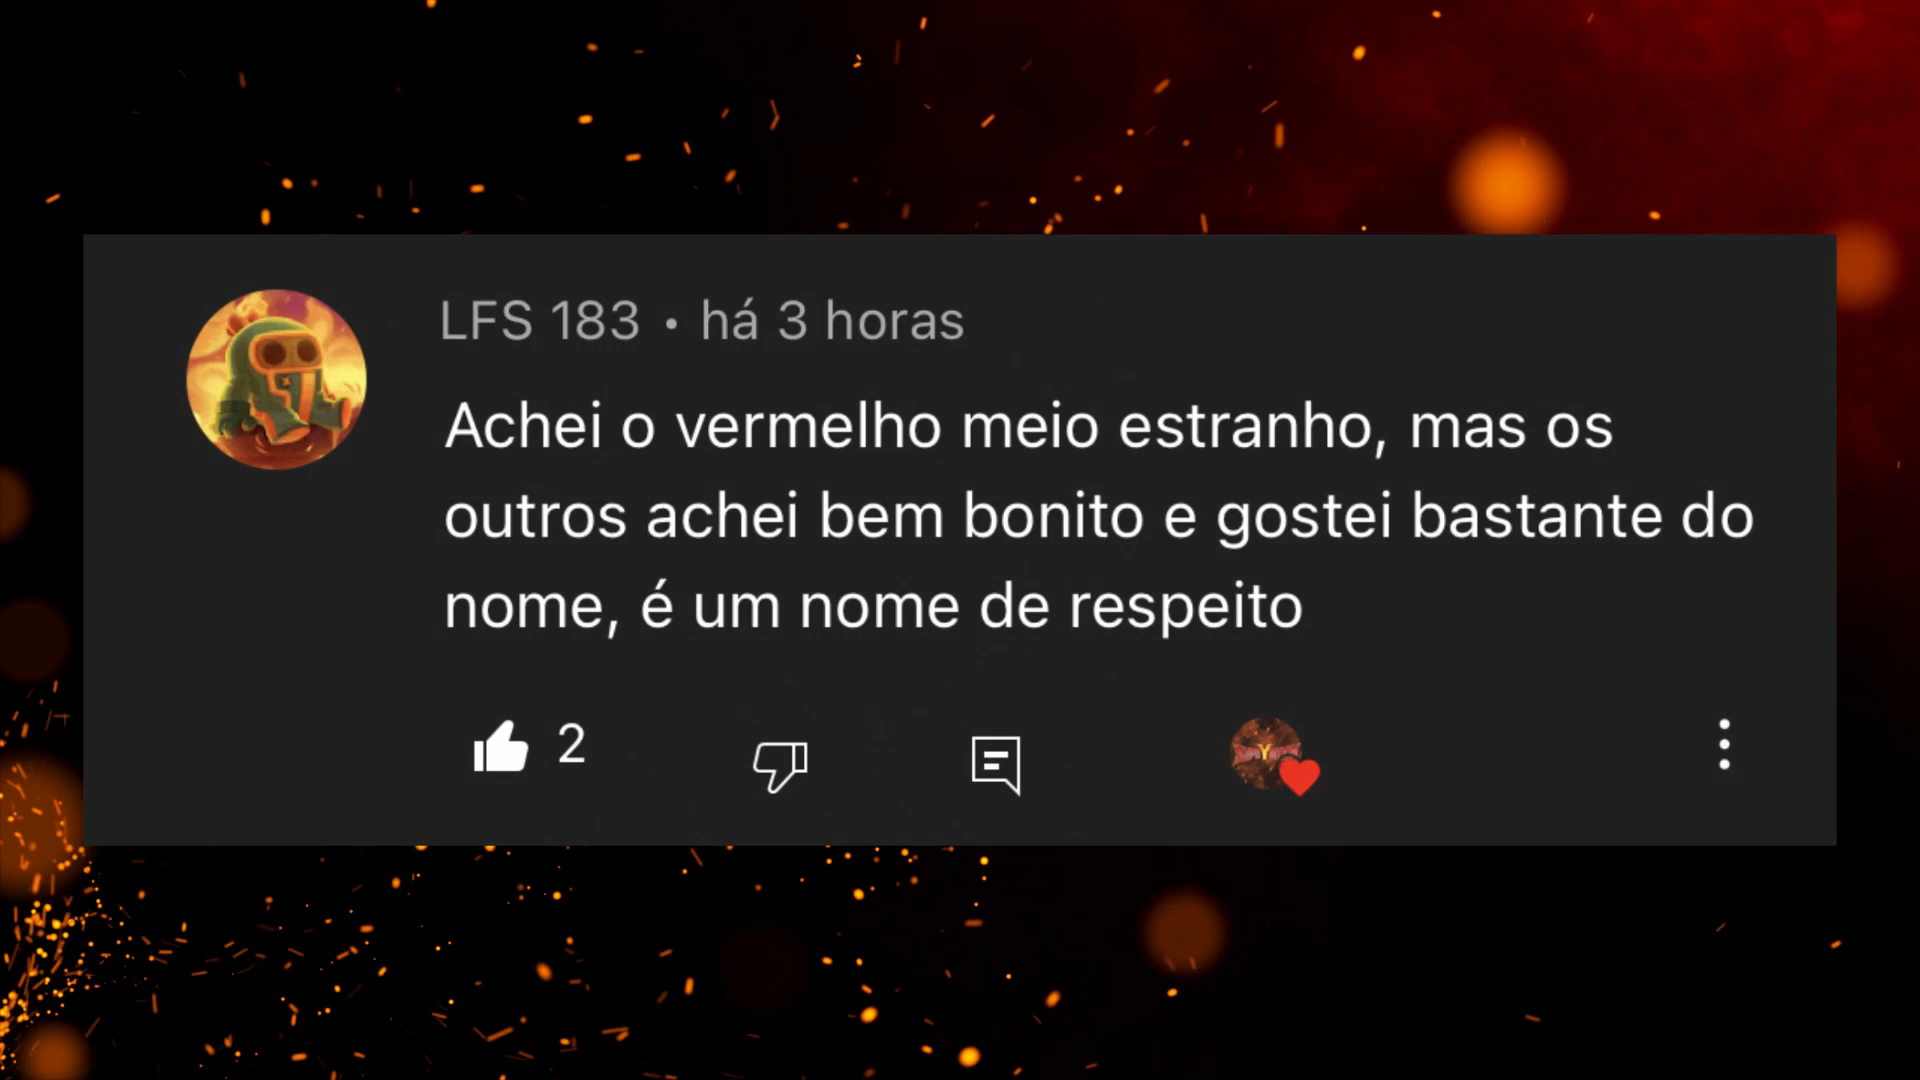 LFS 183 • há 3 horas
Achei o vermelho meio estranho, mas os
outros achei bem bonito e gostei bastante do
nome, é um nome de respeito
2